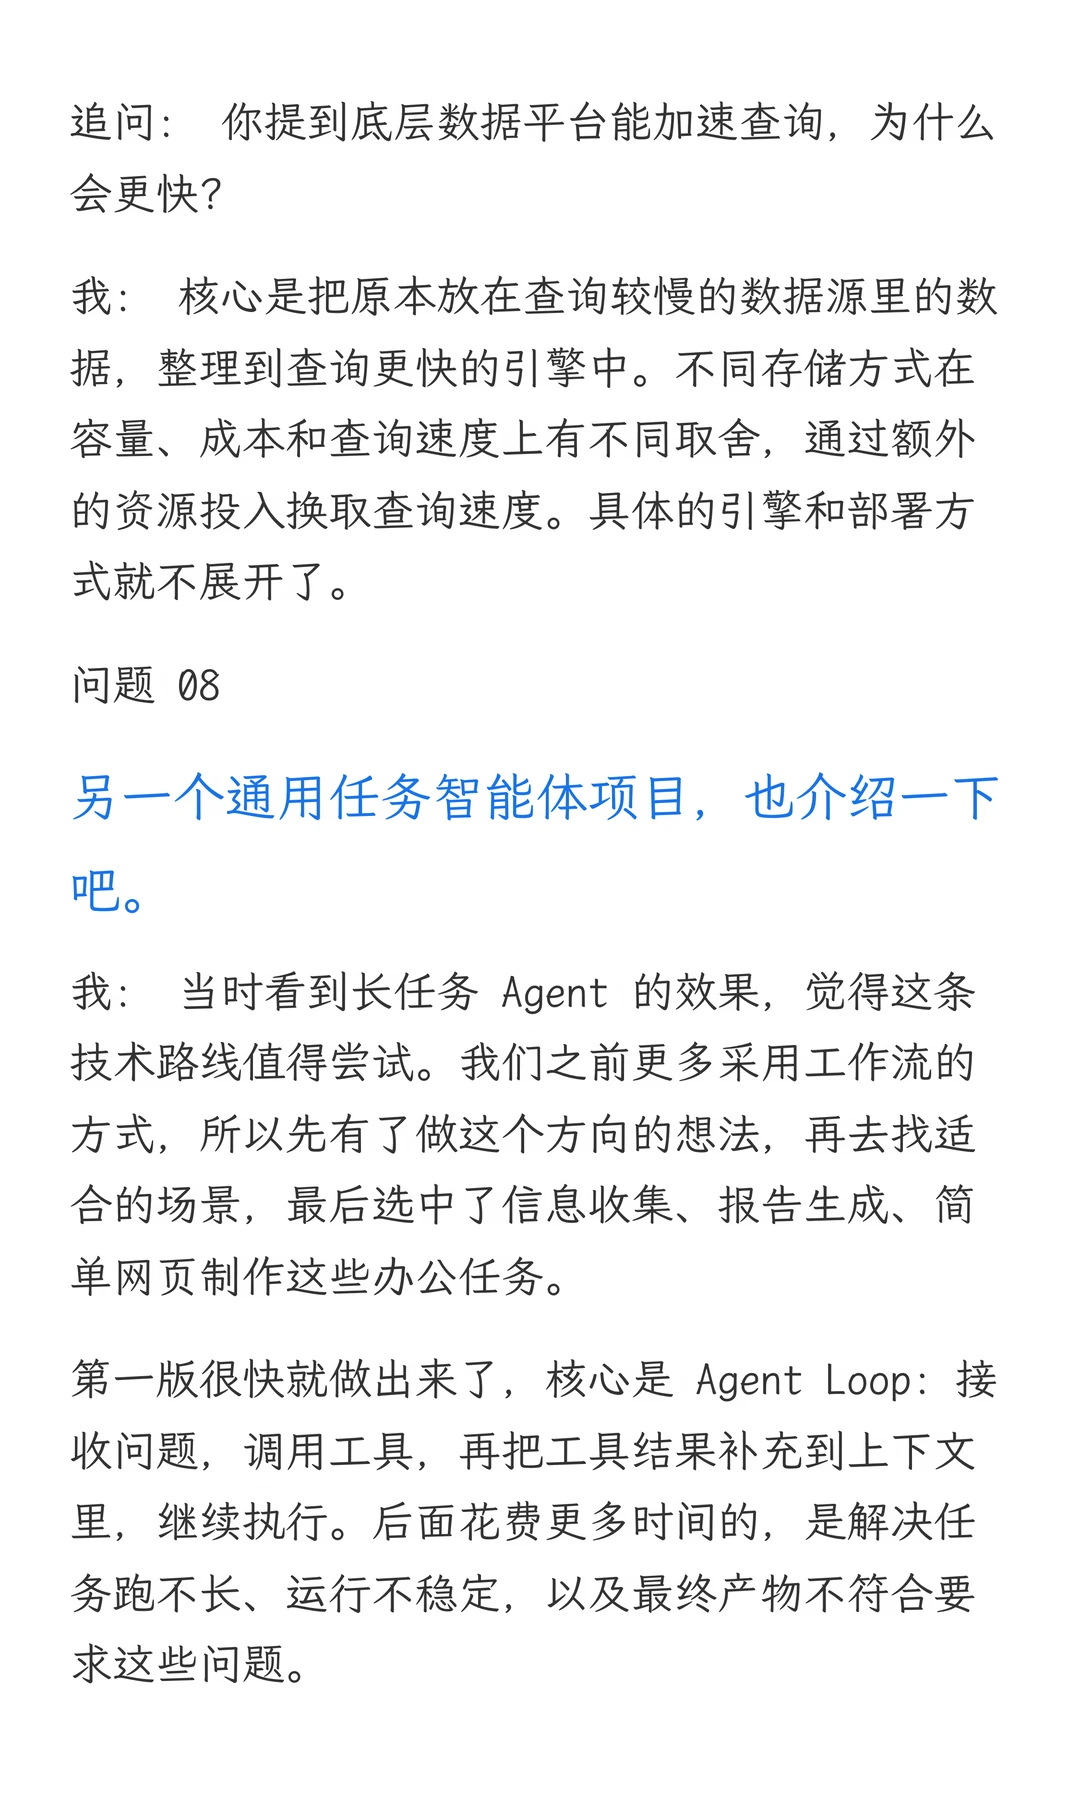 追问： 你提到底层数据平台能加速查询，为什么
会更快？
我： 核心是把原本放在查询较慢的数据源里的数
据，整理到查询更快的引擎中。不同存储方式在
容量、成本和查询速度上有不同取舍，通过额外
的资源投入换取查询速度。具体的引擎和部署方
式就不展开了。
问题 08
另一个通用任务智能体项目，也介绍一下
吧。
我： 当时看到长任务 Agent 的效果，觉得这条
技术路线值得尝试。我们之前更多采用工作流的
方式，所以先有了做这个方向的想法，再去找适
合的场景，最后选中了信息收集、报告生成、简
单网页制作这些办公任务。
第一版很快就做出来了，核心是 Agent Loop：接
收问题，调用工具，再把工具结果补充到上下文
里，继续执行。后面花费更多时间的，是解决任
务跑不长、运行不稳定，以及最终产物不符合要
求这些问题。